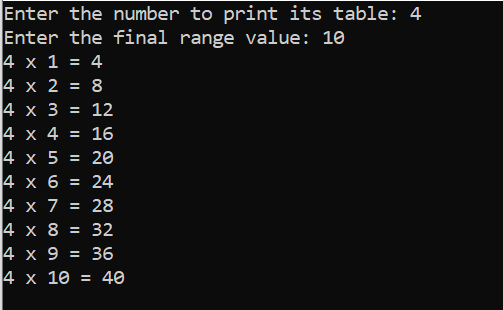 Enter the number to print its table: 4
Enter the final range value: 10
4 x 1 = 4
4 x 2 = 8
4 x 3 = 12
4 x 4 = 16
4 x 5 = 20
4 x 6 = 24
4 x 7 = 28
4 x 8 = 32
4 x 9 = 36
4 x 10 = 40